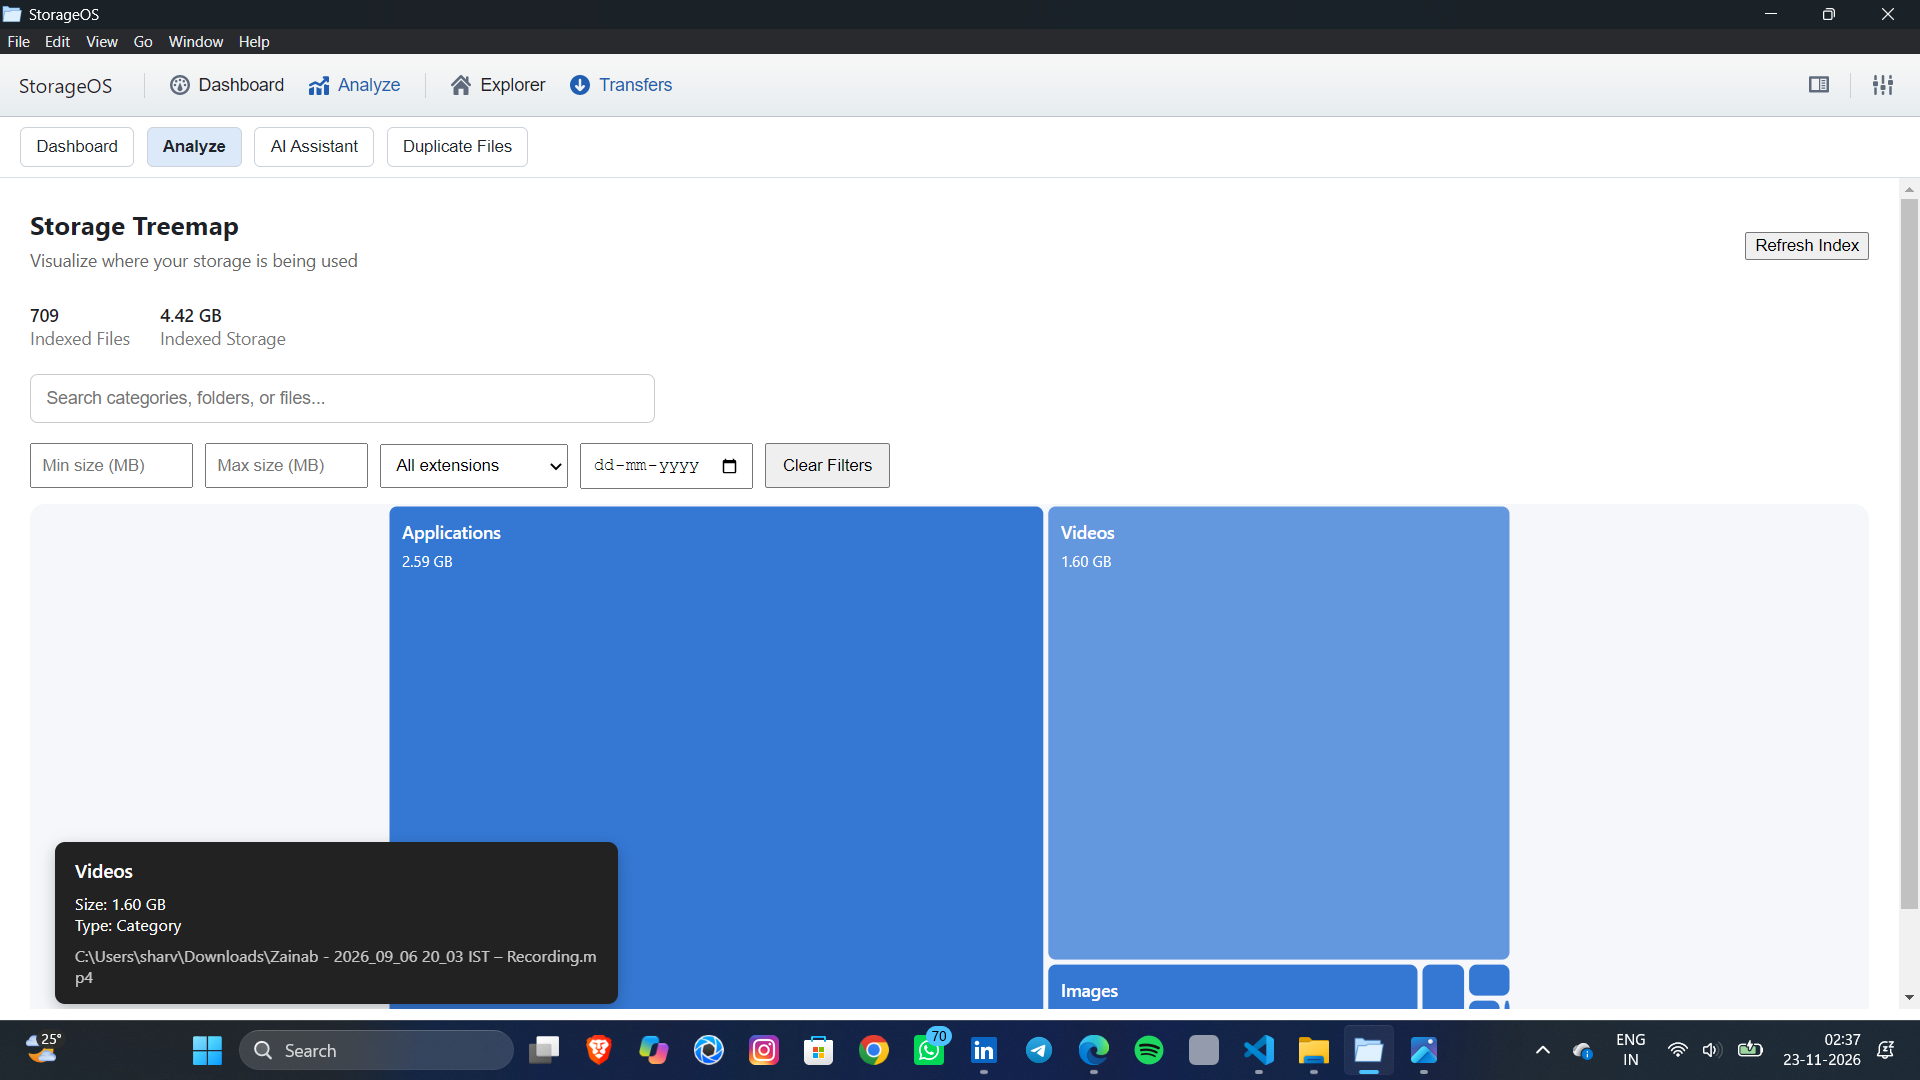 StorageOS
File Edit View Go Window Help
StorageOS Dashboard Analyze Explorer Transfers
Dashboard Analyze AI Assistant Duplicate Files
Storage Treemap
Visualize where your storage is being used
Refresh Index
709 4.42 GB
Indexed Files Indexed Storage
Search categories, folders, or files...
Min size (MB) Max size (MB) All extensions dd-mm-yyyy Clear Filters
Applications
2.59 GB
Videos
1.60 GB
Videos
Size: 1.60 GB
Type: Category
C:\Users\sharv\Downloads\Zainab - 2026_09_06 20_03 IST – Recording.m
p4
Images
25°
Search
70
in
ENG
IN
02:37
23-11-2026